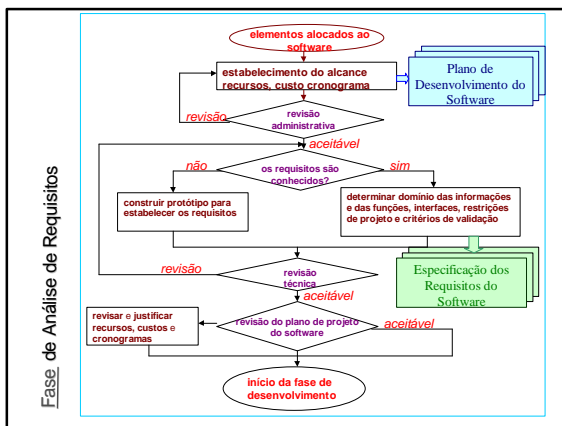 Fase de Análise de Requisitos
elementos alocados ao
software
estabelecimento do alcance
recursos, custo cronograma
Plano de
Desenvolvimento do
Software
revisão
revisão
administrativa
aceitável
não
os requisitos são
conhecidos?
sim
construir protótipo para
estabelecer os requisitos
determinar domínio das informações
e das funções, interfaces, restrições
de projeto e critérios de validação
revisão
revisão
técnica
Especificação dos
Requisitos do
Software
aceitável
revisar e justificar
recursos, custos e
cronogramas
revisão do plano de projeto
do software
aceitável
início da fase de
desenvolvimento